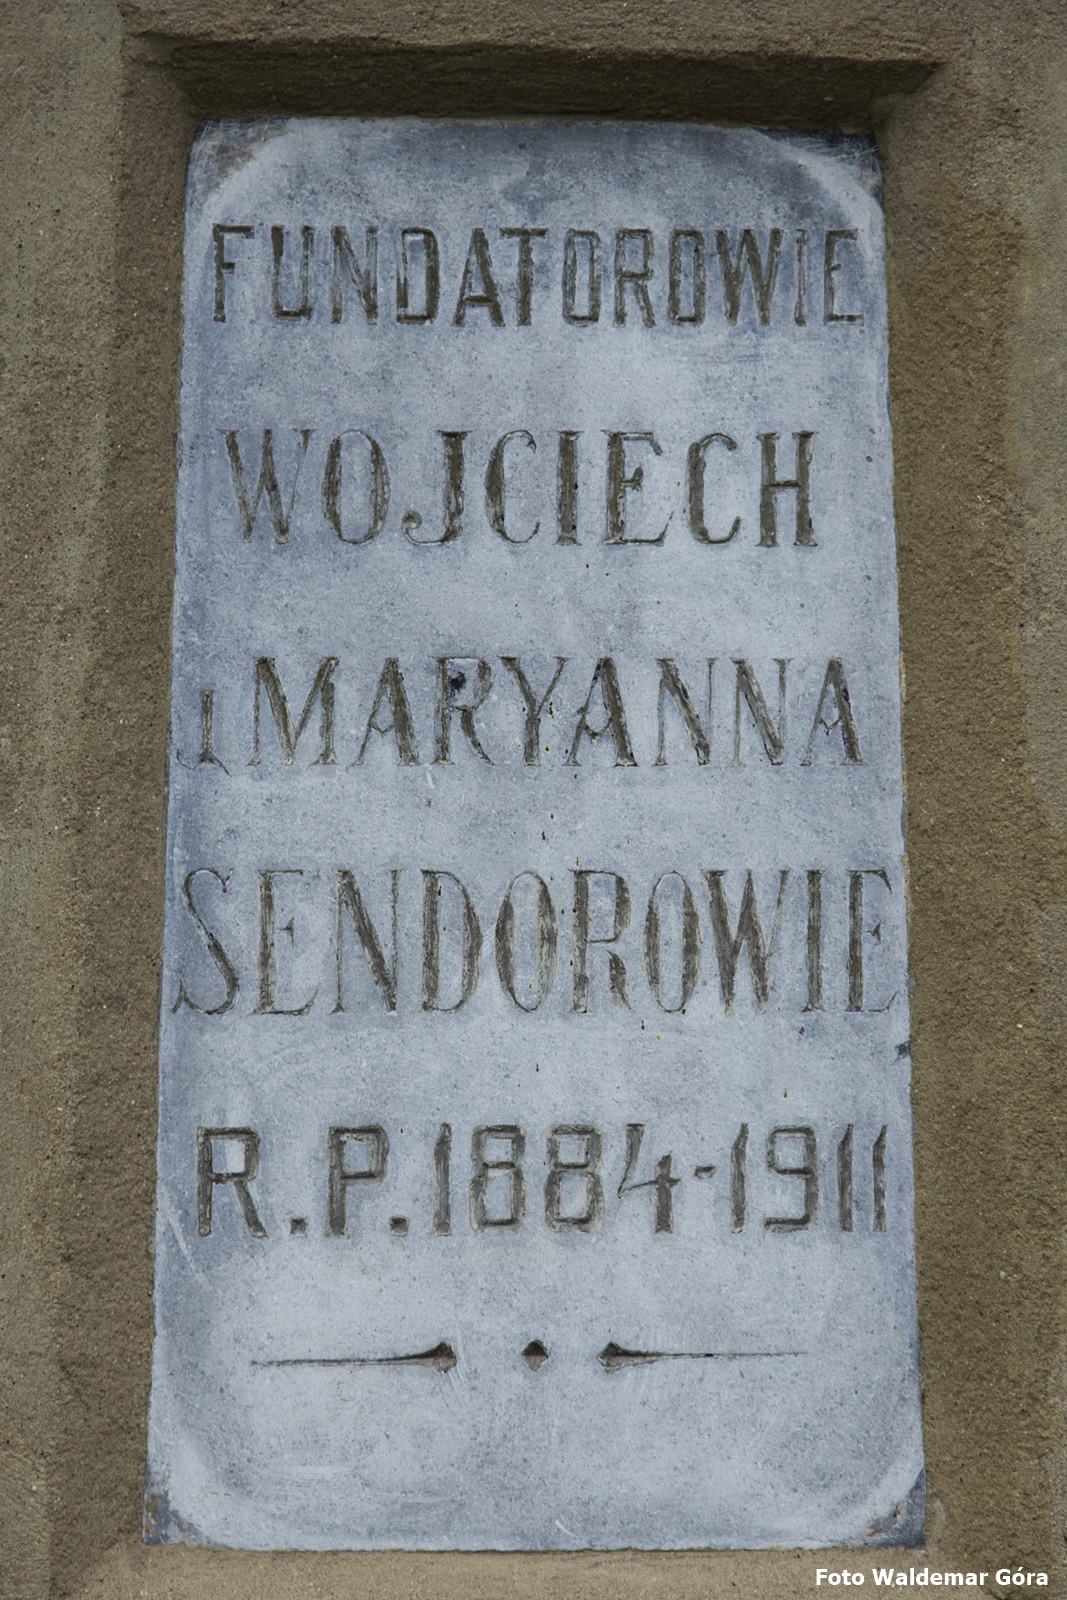 FUNDATOROWIE
WOJCIECH
I MARYANNA
SENDOROWIE
R.P. 1884-1911
Foto Waldemar Góra